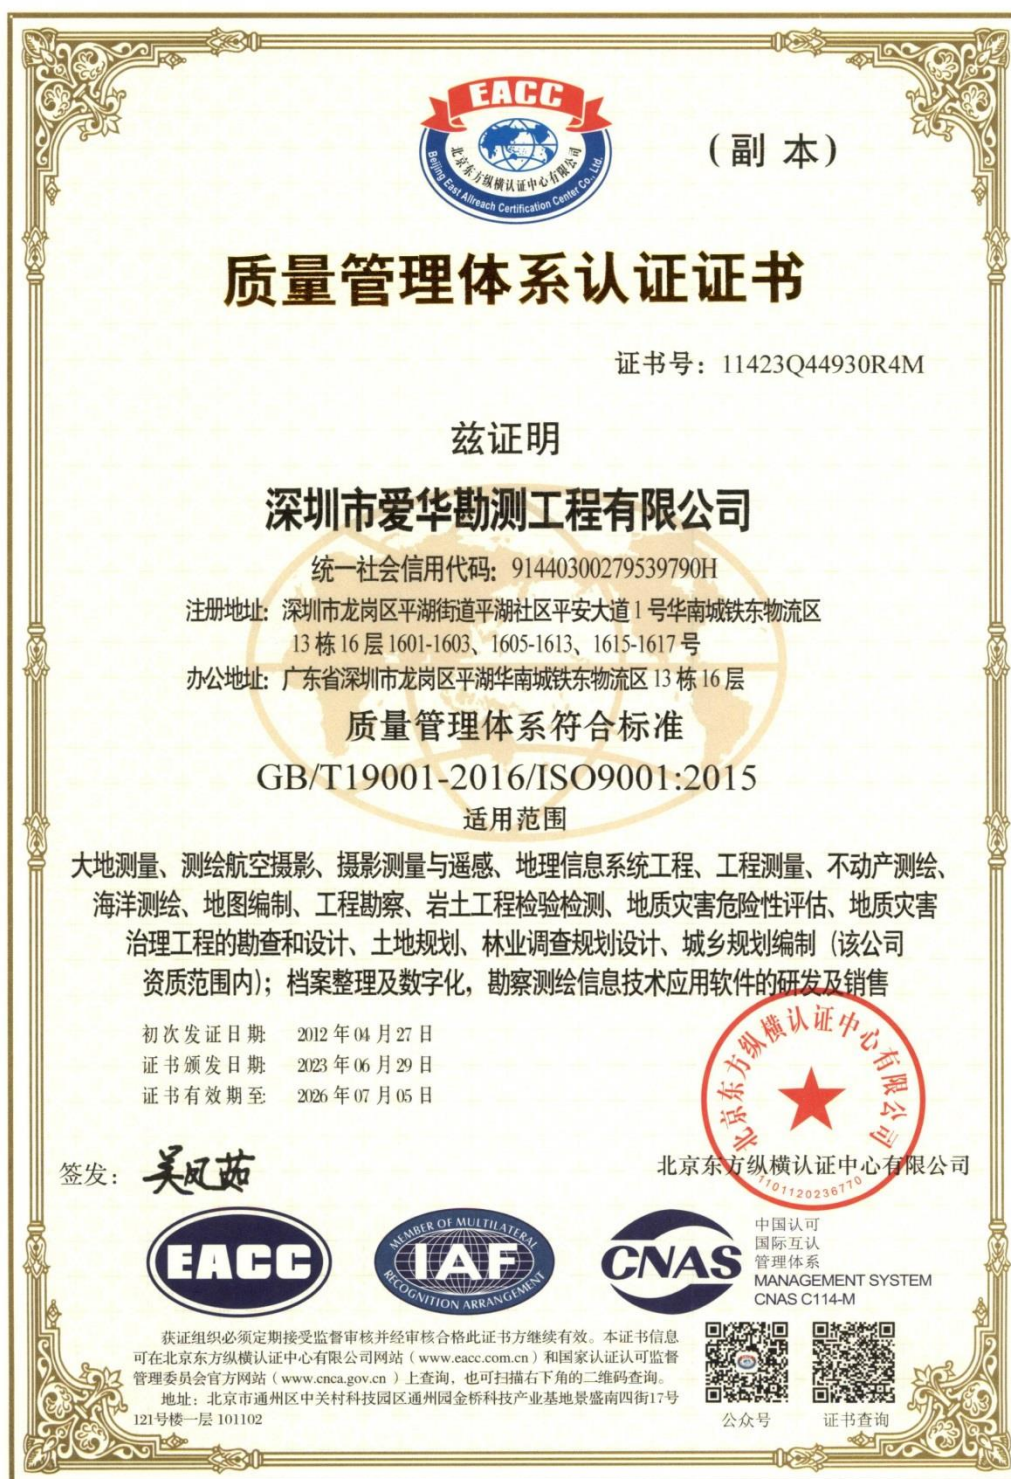 EACC
北京东方纵横认证中心有限公司
Beijing East Allreach Certification Center Co., Ltd.
(副 本)
质量管理体系认证证书
证书号：11423Q44930R4M
兹证明
深圳市爱华勘测工程有限公司
统一社会信用代码：91440300279539790H
注册地址：深圳市龙岗区平湖街道平湖社区平安大道1号华南城铁东物流区
13栋16层1601-1603、1605-1613、1615-1617号
办公地址：广东省深圳市龙岗区平湖华南城铁东物流区13栋16层
质量管理体系符合标准
GB/T19001-2016/ISO9001:2015
适用范围
大地测量、测绘航空摄影、摄影测量与遥感、地理信息系统工程、工程测量、不动产测绘、
海洋测绘、地图编制、工程勘察、岩土工程检验检测、地质灾害危险性评估、地质灾害
治理工程的勘查和设计、土地规划、林业调查规划设计、城乡规划编制（该公司
资质范围内）；档案整理及数字化，勘察测绘信息技术应用软件的研发及销售
初次发证日期： 2012年04月27日
证书颁发日期： 2023年06月29日
证书有效期至： 2026年07月05日
北京东方纵横认证中心有限公司
1101120236770
签发：吴凤茹
北京东方纵横认证中心有限公司
EACC
MEMBER OF MULTILATERAL
IAF
RECOGNITION ARRANGEMENT
CNAS
中国认可
国际互认
管理体系
MANAGEMENT SYSTEM
CNAS C114-M
获证组织必须定期接受监督审核并经审核合格此证书方继续有效。本证书信息
可在北京东方纵横认证中心有限公司网站（www.eacc.com.cn）和国家认证认可监督
管理委员会官方网站（www.cnca.gov.cn）上查询，也可扫描右下角的二维码查询。
地址：北京市通州区中关村科技园区通州园金桥科技产业基地景盛南四街17号
121号楼一层 101102
公众号
证书查询